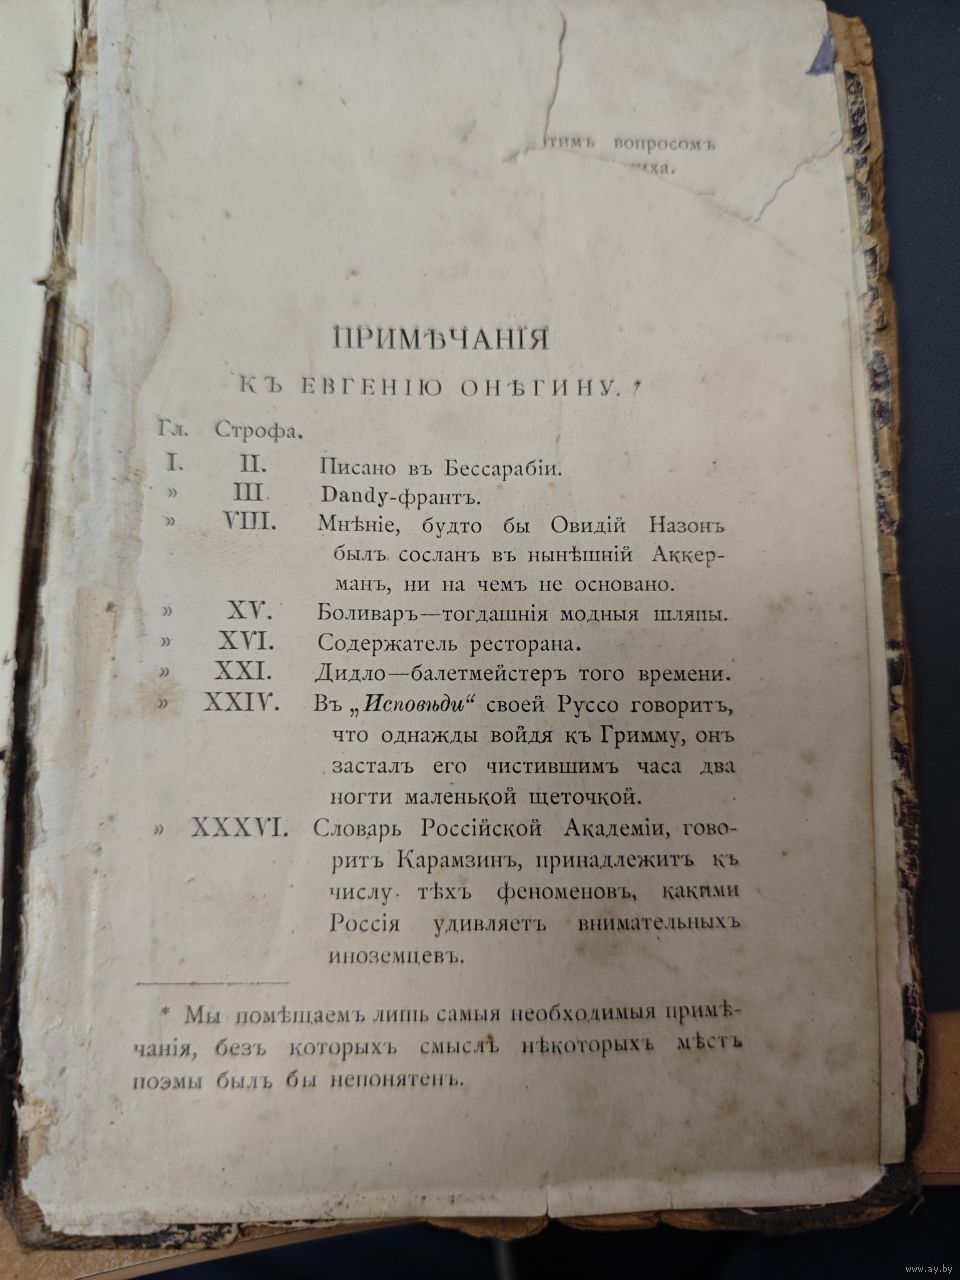 вопросомъ
ПРИМѢЧАНІЯ
КЪ ЕВГЕНІЮ ОНѢГИНУ. *
Гл. Строфа.
I. II. Писано въ Бессарабіи.
» III. Dandy-франтъ.
» VIII. Мнѣніе, будто бы Овидій Назонъ
былъ сосланъ въ нынѣшній Аккер-
манъ, ни на чемъ не основано.
» XV. Боливаръ—тогдашнія модныя шляпы.
» XVI. Содержатель ресторана.
» XXI. Дидло—балетмейстеръ того времени.
» XXIV. Въ „Исповѣди“ своей Руссо говоритъ,
что однажды войдя къ Гримму, онъ
засталъ его чистившимъ часа два
ногти маленькой щеточкой.
» XXXVI. Словарь Россійской Академіи, гово-
ритъ Карамзинъ, принадлежитъ къ
числу тѣхъ феноменовъ, какими
Россія удивляетъ внимательныхъ
иноземцевъ.
* Мы помѣщаемъ лишь самыя необходимыя примѣ-
чанія, безъ которыхъ смыслъ нѣкоторыхъ мѣстъ
поэмы былъ бы непонятенъ.
www.ay.by